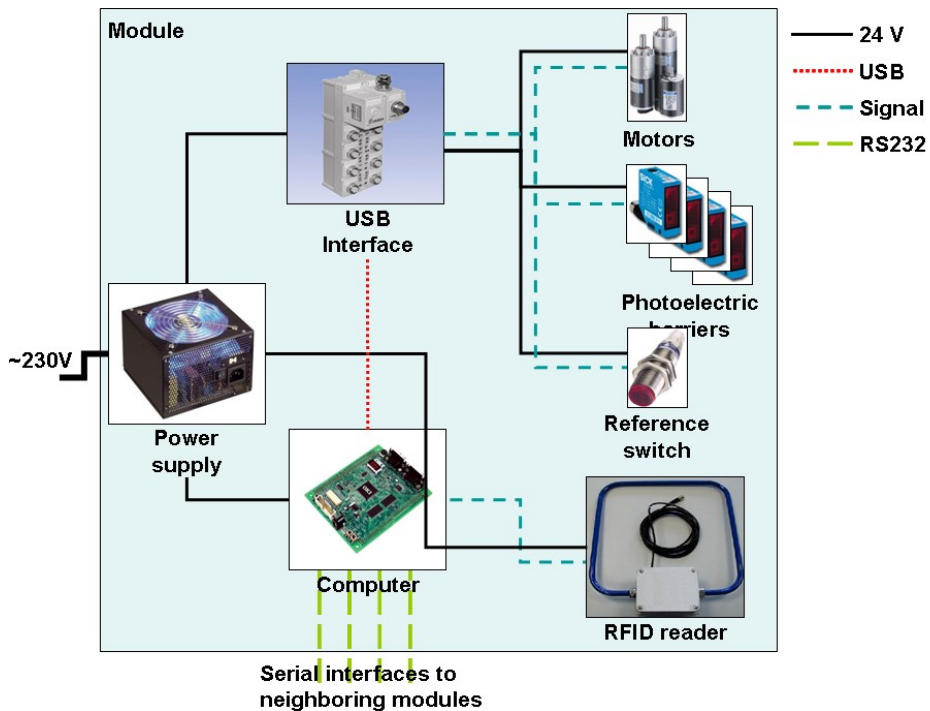 Module
24 V
USB
Signal
RS232
Motors
USB
Interface
Photoelectric
barriers
~230V
Power
supply
Reference
switch
Computer
RFID reader
Serial interfaces to
neighboring modules